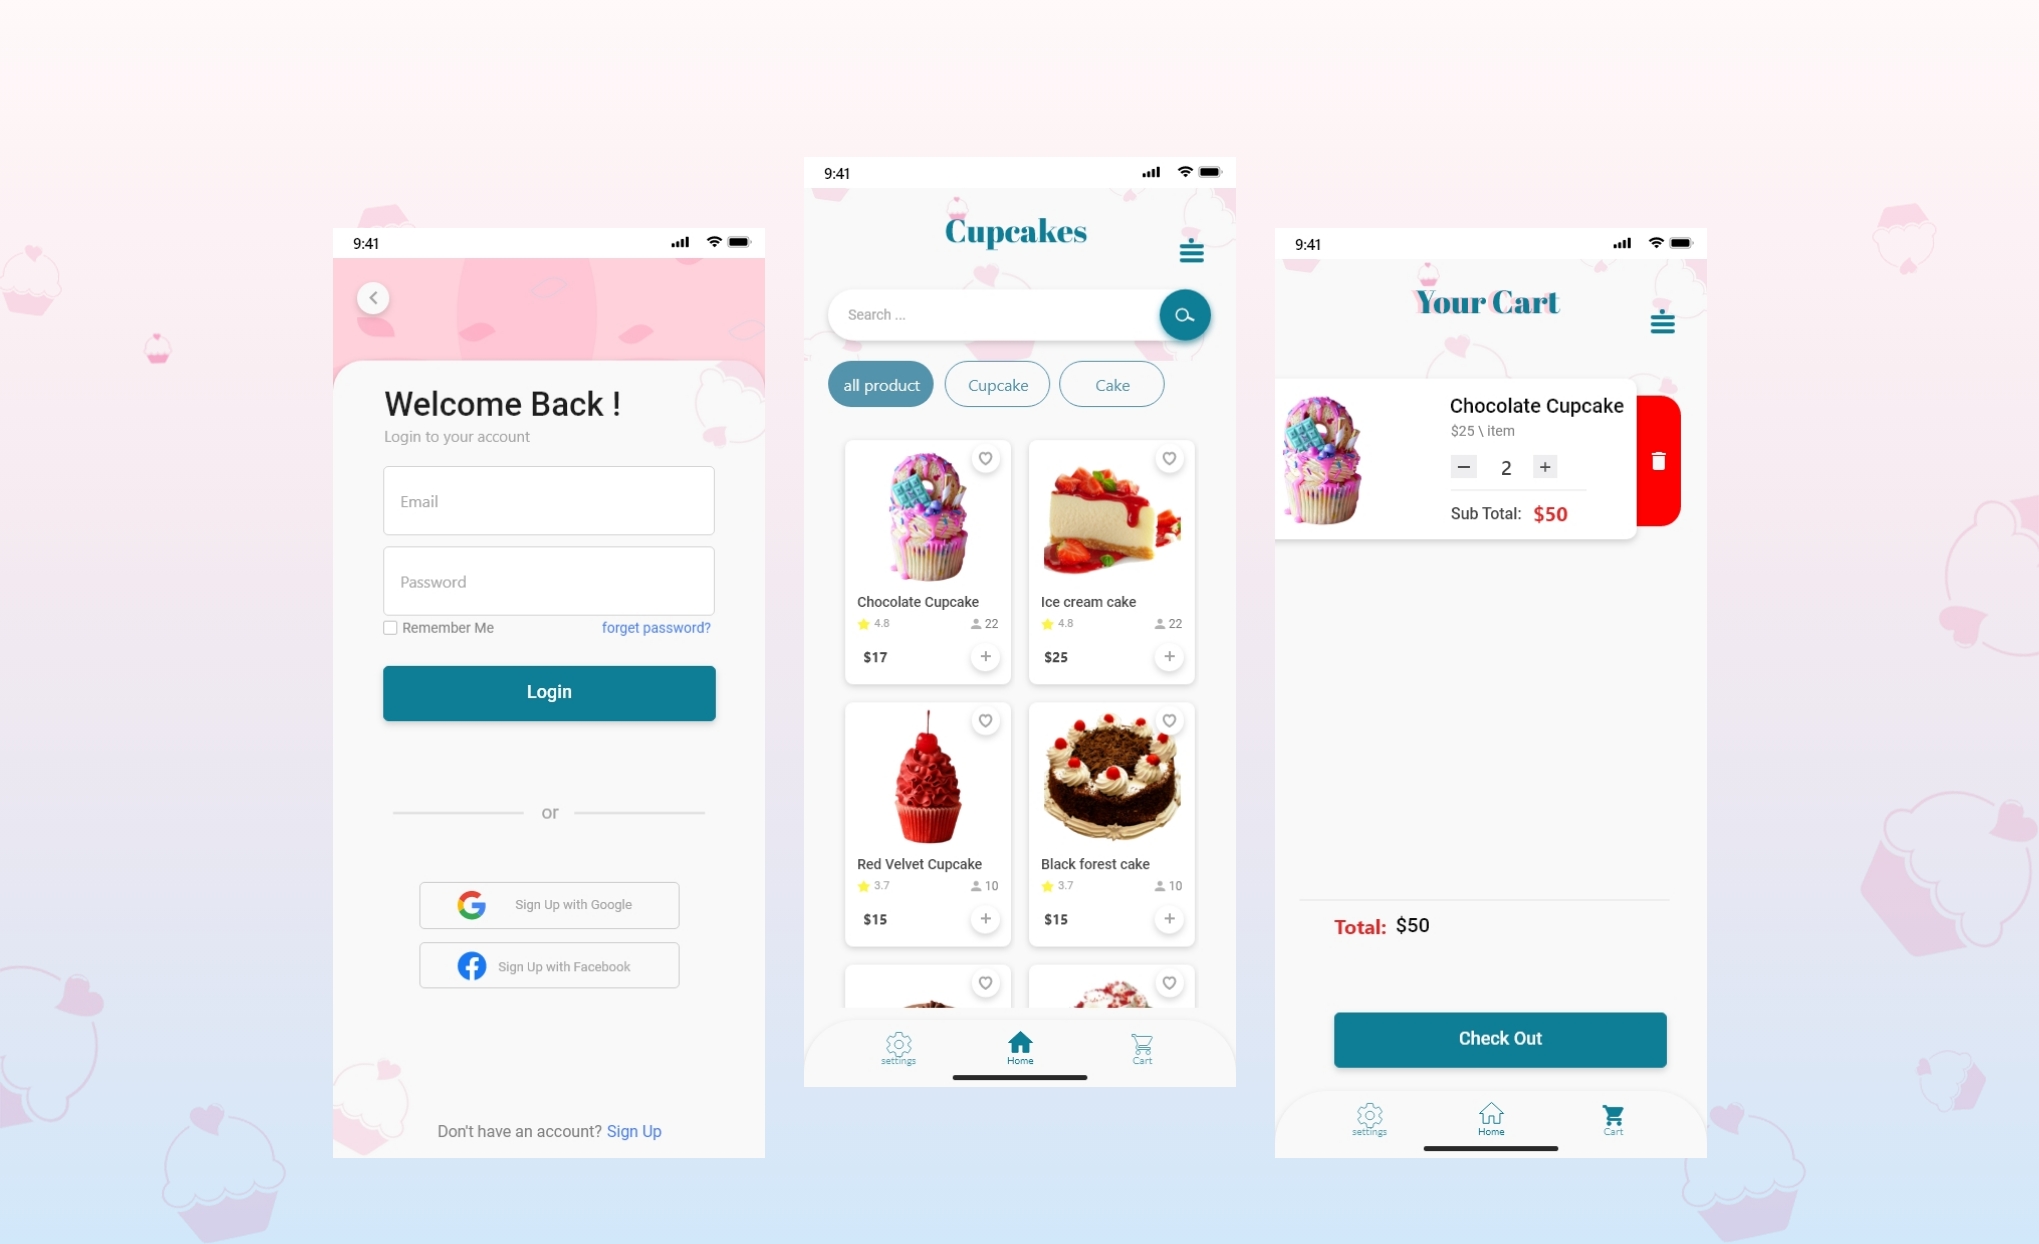 9:41
Welcome Back !
Login to your account
Email
Password
Remember Me
forget password?
Login
or
Sign Up with Google
Sign Up with Facebook
Don't have an account? Sign Up
9:41
Cupcakes
Search ...
all product
Cupcake
Cake
Chocolate Cupcake
4.8
22
$17
Ice cream cake
4.8
22
$25
Red Velvet Cupcake
3.7
10
$15
Black forest cake
3.7
10
$15
settings
Home
Cart
9:41
Your Cart
Chocolate Cupcake
$25 \ item
2
Sub Total: $50
Total: $50
Check Out
settings
Home
Cart